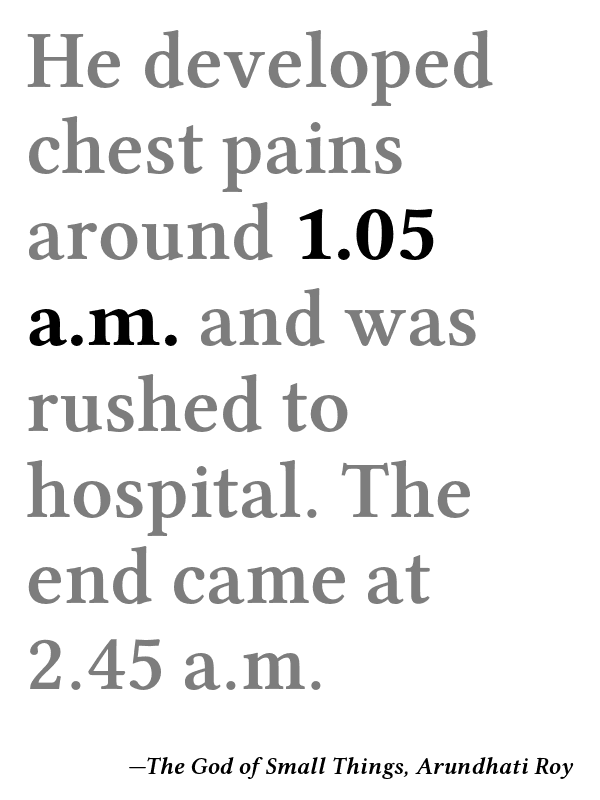 He developed
chest pains
around 1.05
a.m. and was
rushed to
hospital. The
end came at
2.45 a.m.
—The God of Small Things, Arundhati Roy